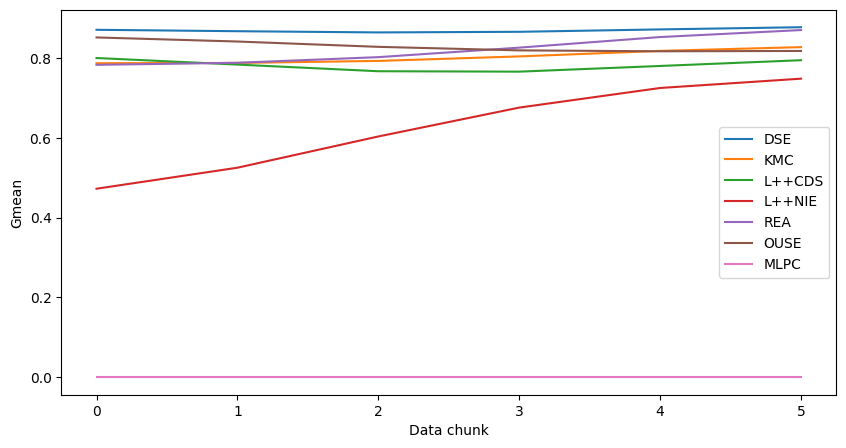 Gmean
0.8
0.6
0.4
0.2
0.0
0 1 2 3 4 5
Data chunk
DSE
KMC
L++CDS
L++NIE
REA
OUSE
MLPC